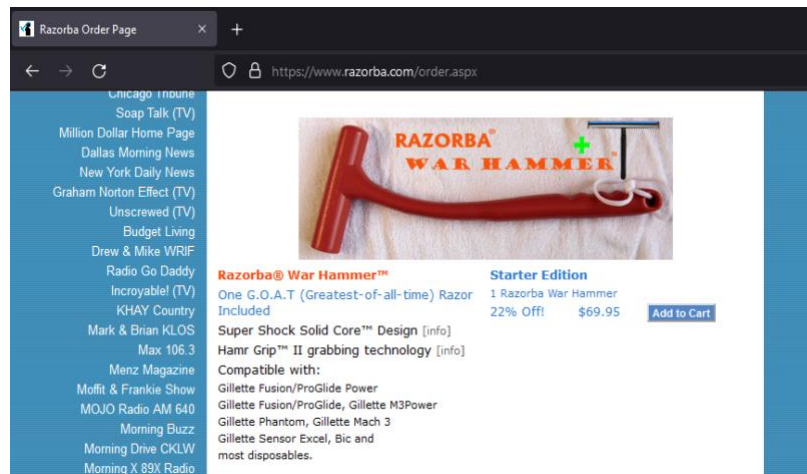 Razorba Order Page
https://www.razorba.com/order.aspx
Chicago Tribune
Soap Talk (TV)
Million Dollar Home Page
Dallas Morning News
New York Daily News
Graham Norton Effect (TV)
Unscrewed (TV)
Budget Living
Drew & Mike WRIF
Radio Go Daddy
Incroyable! (TV)
KHAY Country
Mark & Brian KLOS
Max 106.3
Menz Magazine
Moffit & Frankie Show
MOJO Radio AM 640
Morning Buzz
Morning Drive CKLW
Morning X 89X Radio
RAZORBA®
WAR HAMMER®
Razorba® War Hammer™
One G.O.A.T (Greatest-of-all-time) Razor
Included
Super Shock Solid Core™ Design [info]
Hamr Grip™ II grabbing technology [info]
Compatible with:
Gillette Fusion/ProGlide Power
Gillette Fusion/ProGlide, Gillette M3Power
Gillette Phantom, Gillette Mach 3
Gillette Sensor Excel, Bic and
most disposables.
Starter Edition
1 Razorba War Hammer
22% Off! $69.95 Add to Cart